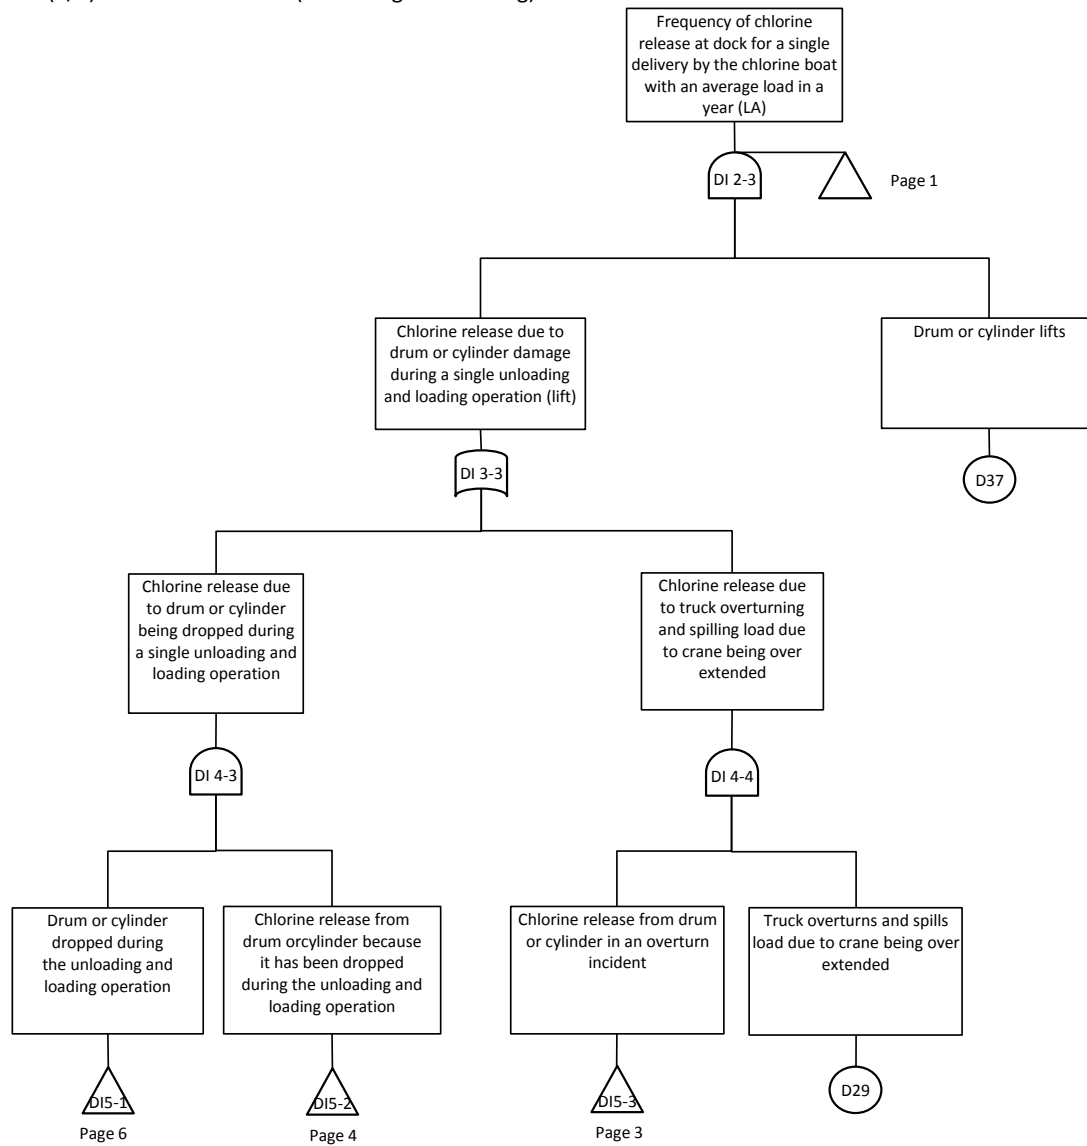 Frequency of chlorine
release at dock for a single
delivery by the chlorine boat
with an average load in a
year (LA)
DI 2-3
Page 1
Chlorine release due to
drum or cylinder damage
during a single unloading
and loading operation (lift)
Drum or cylinder lifts
DI 3-3
D37
Chlorine release due
to drum or cylinder
being dropped during
a single unloading and
loading operation
Chlorine release due
to truck overturning
and spilling load due
to crane being over
extended
DI 4-3
DI 4-4
Drum or cylinder
dropped during
the unloading and
loading operation
Chlorine release from
drum orcylinder because
it has been dropped
during the unloading and
loading operation
Chlorine release from drum
or cylinder in an overturn
incident
Truck overturns and spills
load due to crane being over
extended
DI5-1
DI5-2
DI5-3
D29
Page 6
Page 4
Page 3